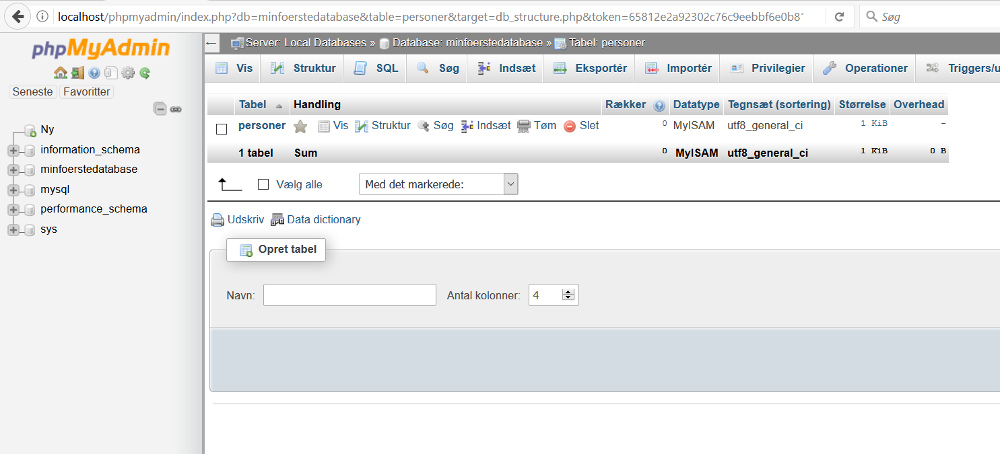 localhost/phpmyadmin/index.php?db=minfoerstedatabase&table=personer&target=db_structure.php&token=65812e2a92302c76c9eebbf6e0b81 Søg
phpMyAdmin
Seneste Favoritter
Ny
information_schema
minfoerstedatabase
mysql
performance_schema
sys
← Server: Local Databases » Database: minfoerstedatabase » Tabel: personer
Vis Struktur SQL Søg Indsæt Eksportér Importér Privilegier Operationer Triggers/u
Tabel Handling Rækker Datatype Tegnsæt (sortering) Størrelse Overhead
personer Vis Struktur Søg Indsæt Tøm Slet 0 MyISAM utf8_general_ci 1 KiB –
1 tabel Sum 0 MyISAM utf8_general_ci 1 KiB 0 B
Vælg alle Med det markerede:
Udskriv Data dictionary
Opret tabel
Navn: Antal kolonner: 4